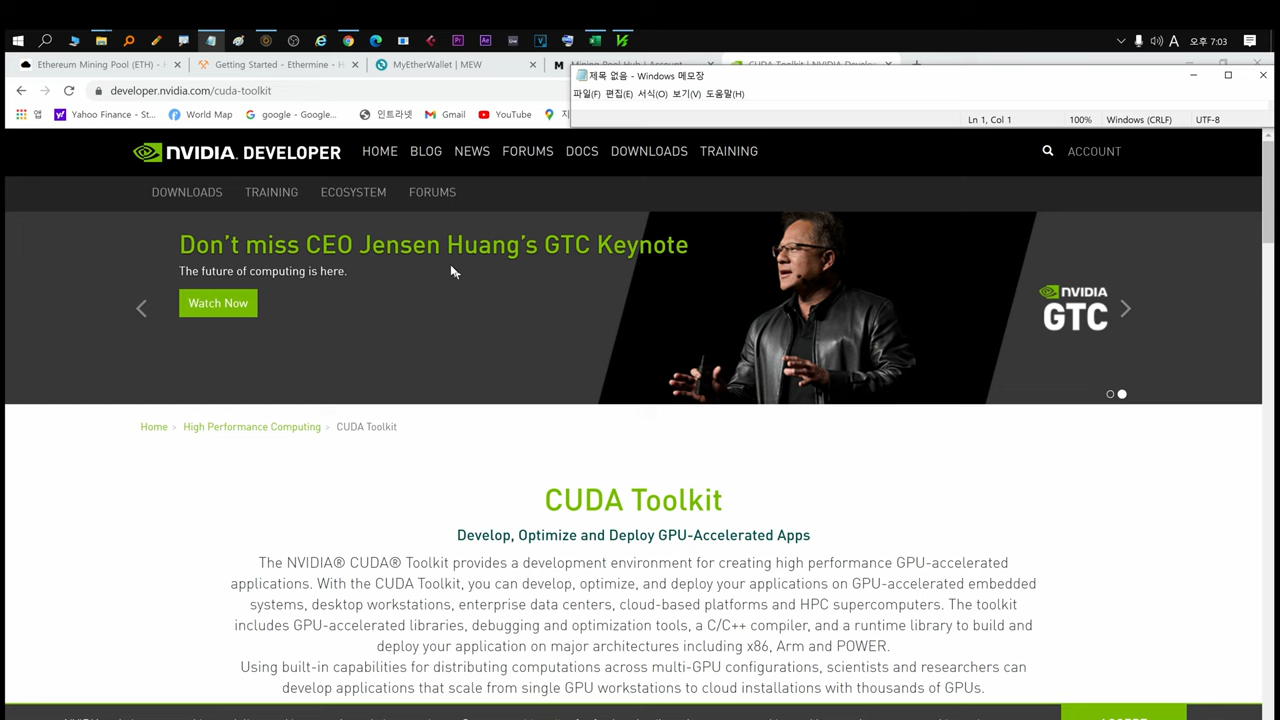 A 오후 7:03
Ethereum Mining Pool (ETH) -
Getting Started - Ethermine -
MyEtherWallet | MEW
M
CUDA Toolkit | NVIDIA
developer.nvidia.com/cuda-toolkit
제목 없음 - Windows 메모장
파일(F) 편집(E) 서식(O) 보기(V) 도움말(H)
Ln 1, Col 1 100% Windows (CRLF) UTF-8
앱 Yahoo Finance - St... World Map google - Google... 인트라넷 Gmail YouTube
NVIDIA. DEVELOPER HOME BLOG NEWS FORUMS DOCS DOWNLOADS TRAINING ACCOUNT
DOWNLOADS TRAINING ECOSYSTEM FORUMS
Don't miss CEO Jensen Huang's GTC Keynote
The future of computing is here.
Watch Now
NVIDIA
GTC
Home > High Performance Computing > CUDA Toolkit
CUDA Toolkit
Develop, Optimize and Deploy GPU-Accelerated Apps
The NVIDIA® CUDA® Toolkit provides a development environment for creating high performance GPU-accelerated
applications. With the CUDA Toolkit, you can develop, optimize, and deploy your applications on GPU-accelerated embedded
systems, desktop workstations, enterprise data centers, cloud-based platforms and HPC supercomputers. The toolkit
includes GPU-accelerated libraries, debugging and optimization tools, a C/C++ compiler, and a runtime library to build and
deploy your application on major architectures including x86, Arm and POWER.
Using built-in capabilities for distributing computations across multi-GPU configurations, scientists and researchers can
develop applications that scale from single GPU workstations to cloud installations with thousands of GPUs.